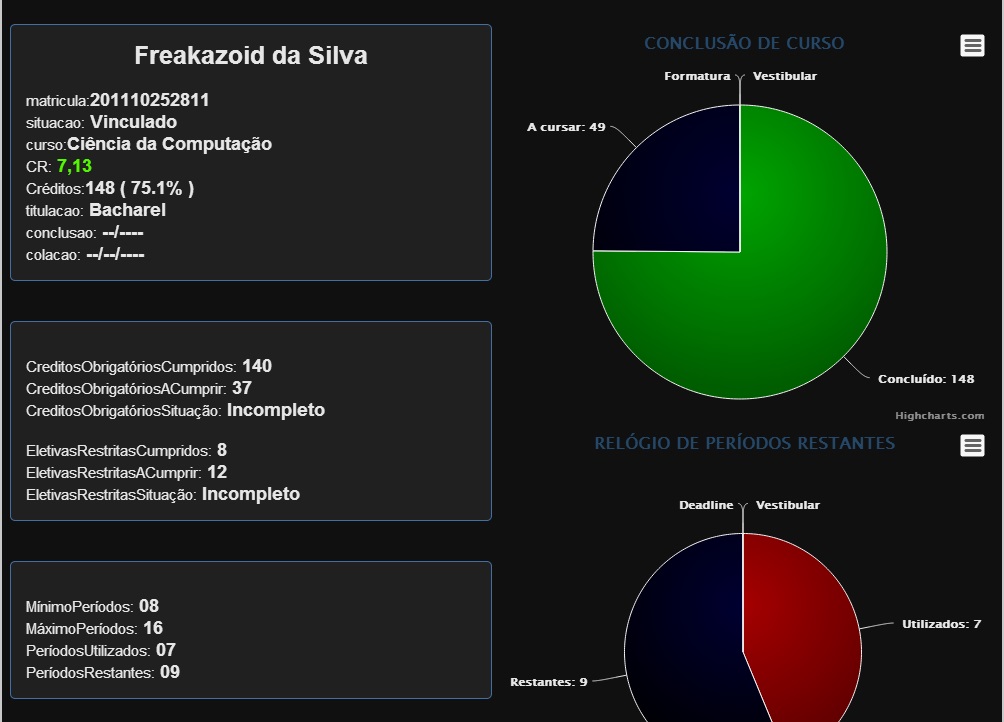 Freakazoid da Silva
matricula:201110252811
situacao: Vinculado
curso:Ciência da Computação
CR: 7,13
Créditos:148 ( 75.1% )
titulacao: Bacharel
conclusao: --/----
colacao: --/--/----
CreditosObrigatóriosCumpridos: 140
CreditosObrigatóriosACumprir: 37
CreditosObrigatóriosSituação: Incompleto
EletivasRestritasCumpridos: 8
EletivasRestritasACumprir: 12
EletivasRestritasSituação: Incompleto
MínimoPeríodos: 08
MáximoPeríodos: 16
PeríodosUtilizados: 07
PeríodosRestantes: 09
CONCLUSÃO DE CURSO
Formatura Vestibular
A cursar: 49
Concluído: 148
Highcharts.com
RELÓGIO DE PERÍODOS RESTANTES
Deadline Vestibular
Utilizados: 7
Restantes: 9